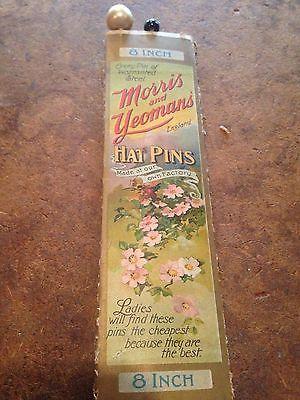 8 INCH
Every Pin of
Warranted
Steel
Morris
and
Yeomans'
England
HAT PINS
Made at our
own Factory
Ladies
will find these
pins the cheapest
because they are
the best.
8 INCH